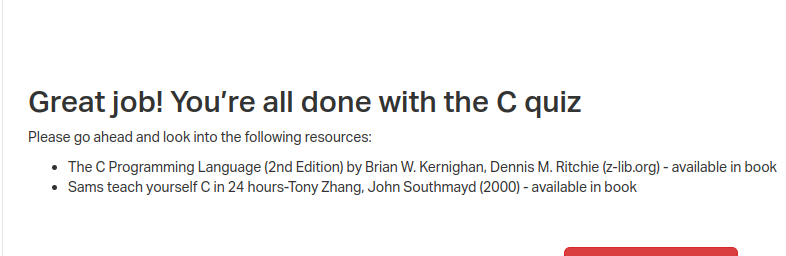 Great job! You’re all done with the C quiz
Please go ahead and look into the following resources:
The C Programming Language (2nd Edition) by Brian W. Kernighan, Dennis M. Ritchie (z-lib.org) - available in book
Sams teach yourself C in 24 hours-Tony Zhang, John Southmayd (2000) - available in book